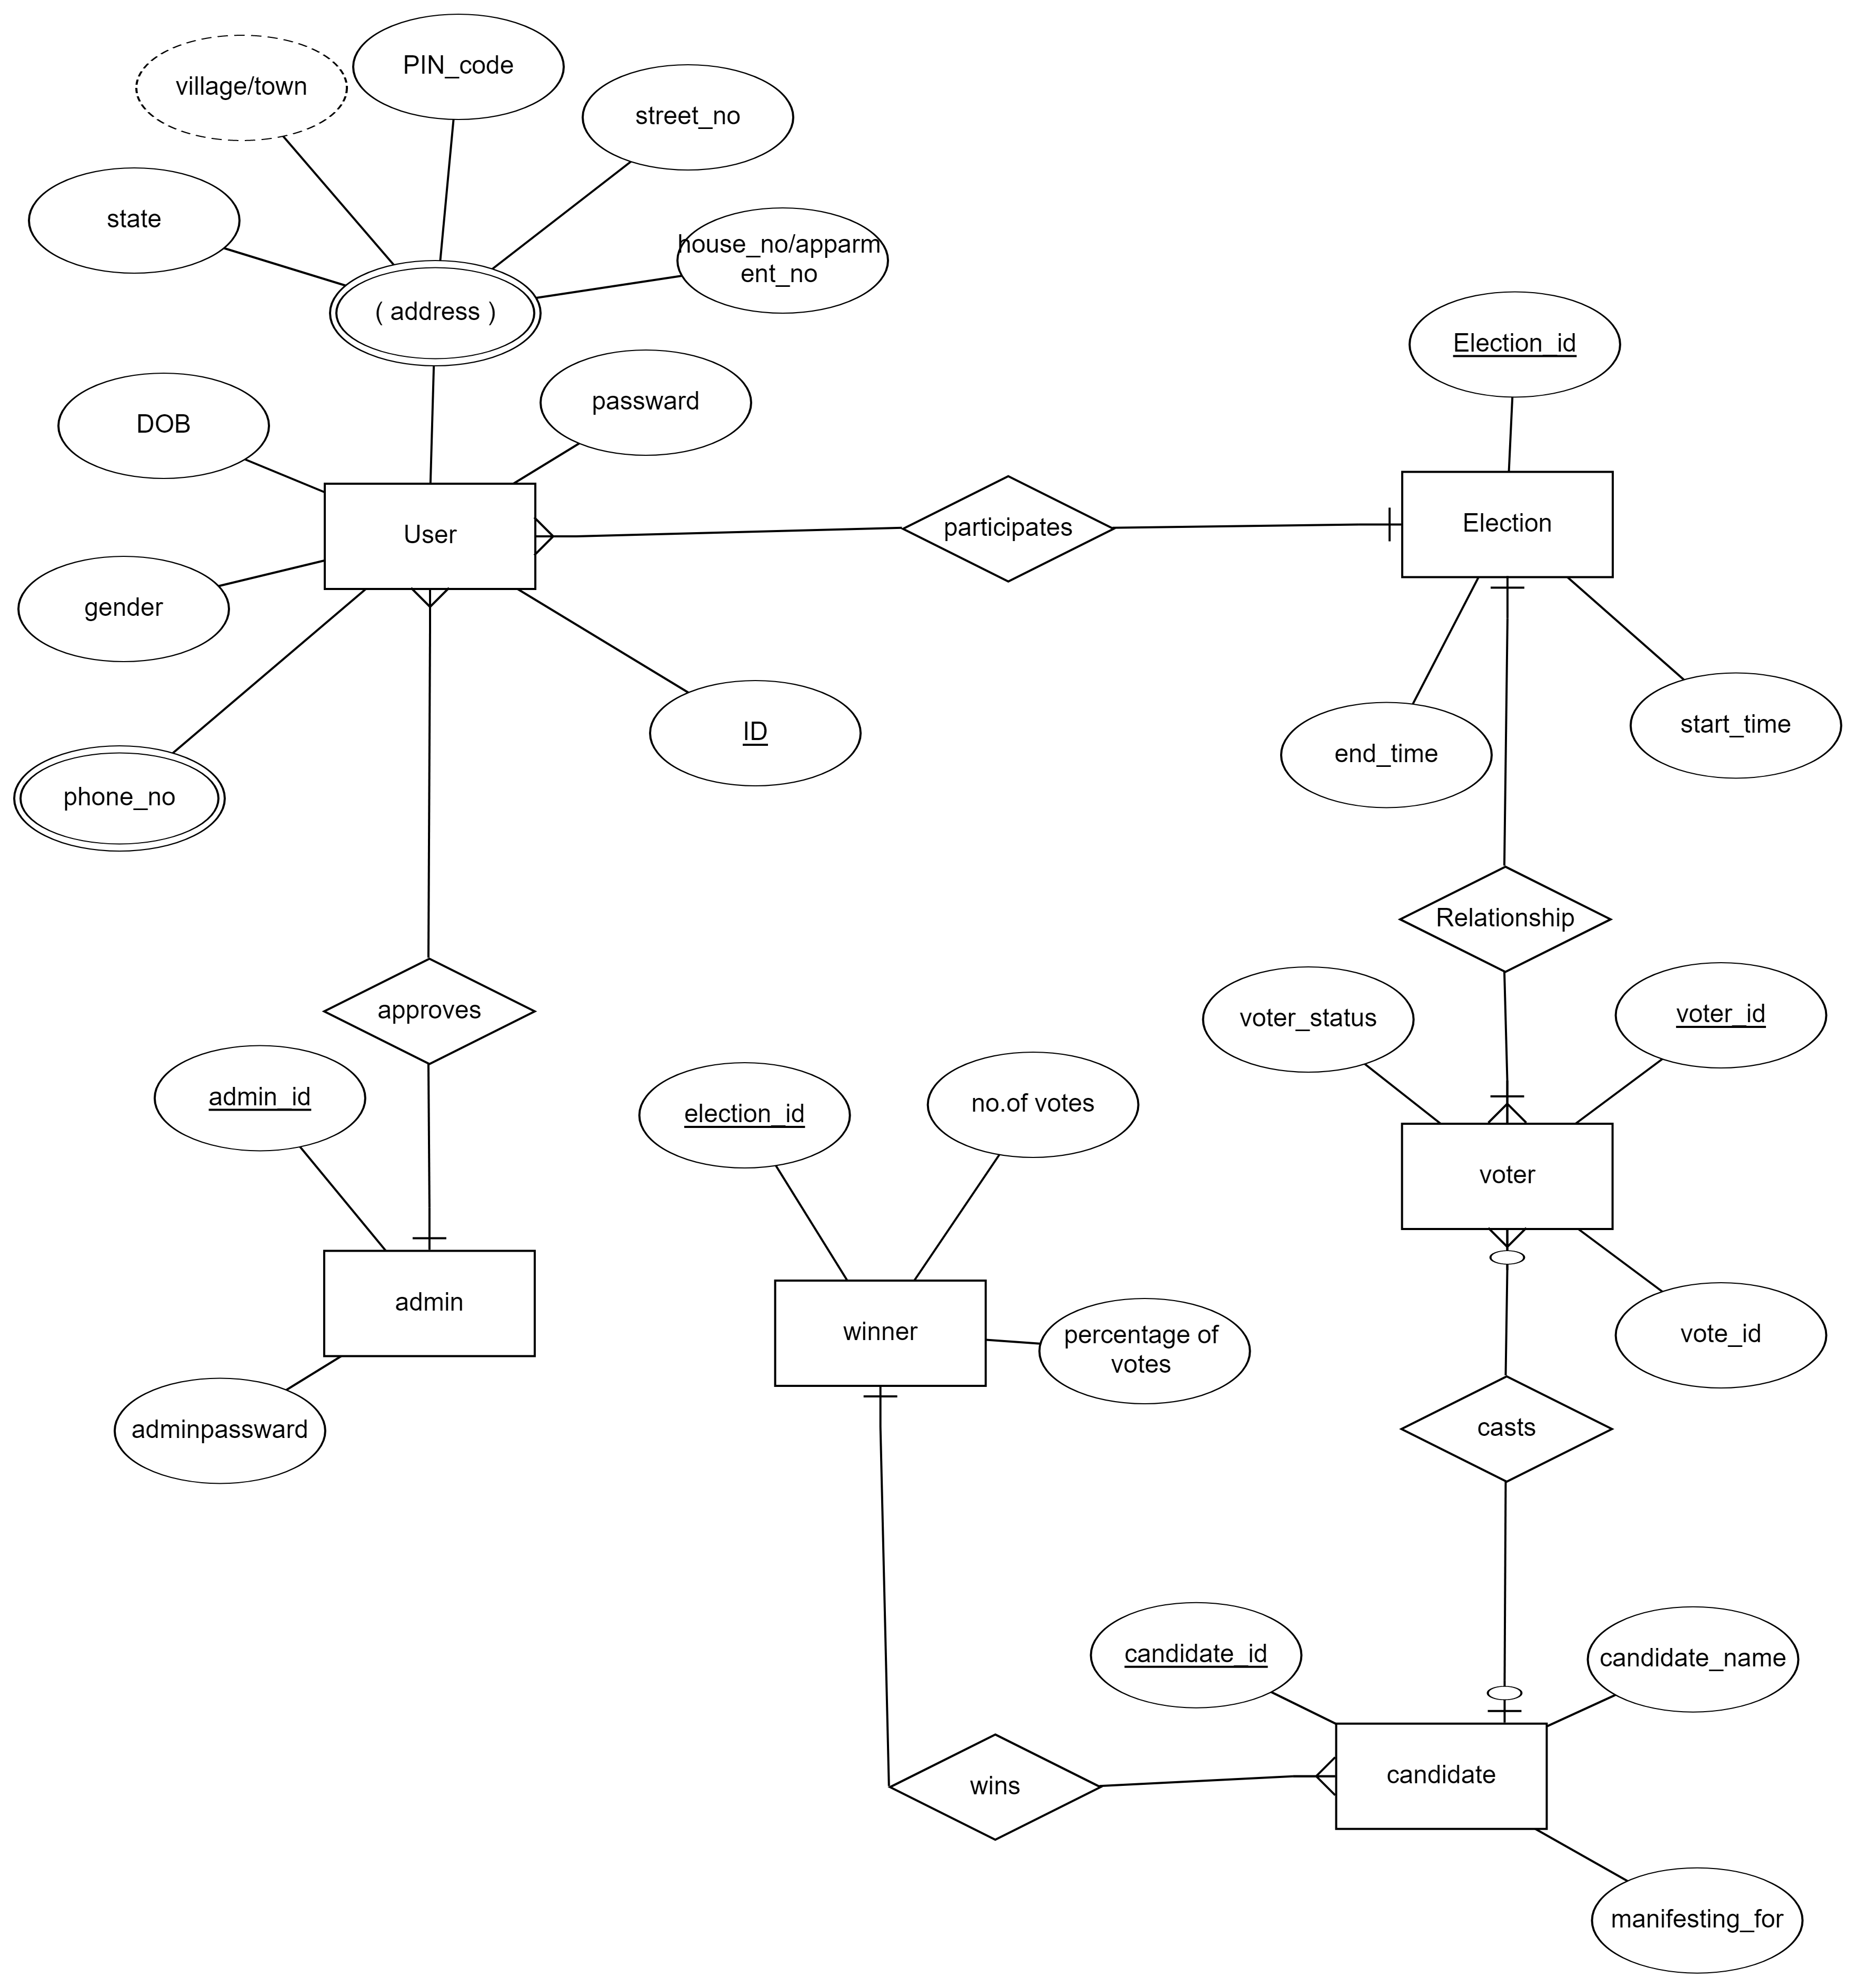 PIN_code
village/town
street_no
state
house_no/apparm
ent_no
( address )
Election_id
passward
DOB
User
participates
Election
gender
ID
start_time
end_time
phone_no
Relationship
approves
voter_status
voter_id
admin_id
election_id
no.of votes
voter
admin
winner
percentage of
votes
vote_id
adminpassward
casts
candidate_id
candidate_name
wins
candidate
manifesting_for